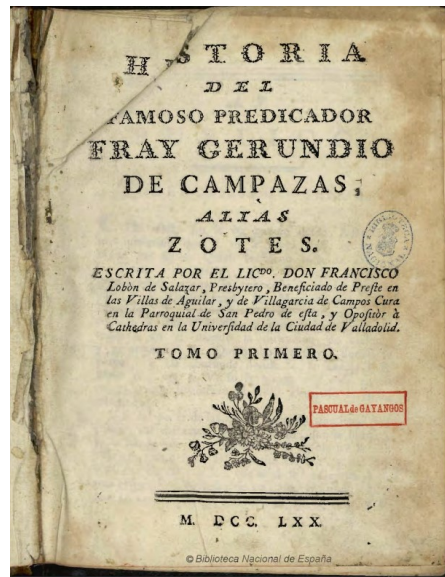 HISTORIA
DEL
FAMOSO PREDICADOR
FRAY GERUNDIO
DE CAMPAZAS,
ALIAS
ZOTES.
ESCRITA POR EL LIC.DO. DON FRANCISCO
Lobòn de Salazar, Presbytero, Beneficiado de Preste en
las Villas de Aguilar, y de Villagarcia de Campos Cura
en la Parroquial de San Pedro de esta, y Opositòr à
Cathedras en la Universidad de la Ciudad de Valladolid.
TOMO PRIMERO.
PASCUAL de GAYANGOS
M. DCC. LXX.
© Biblioteca Nacional de España